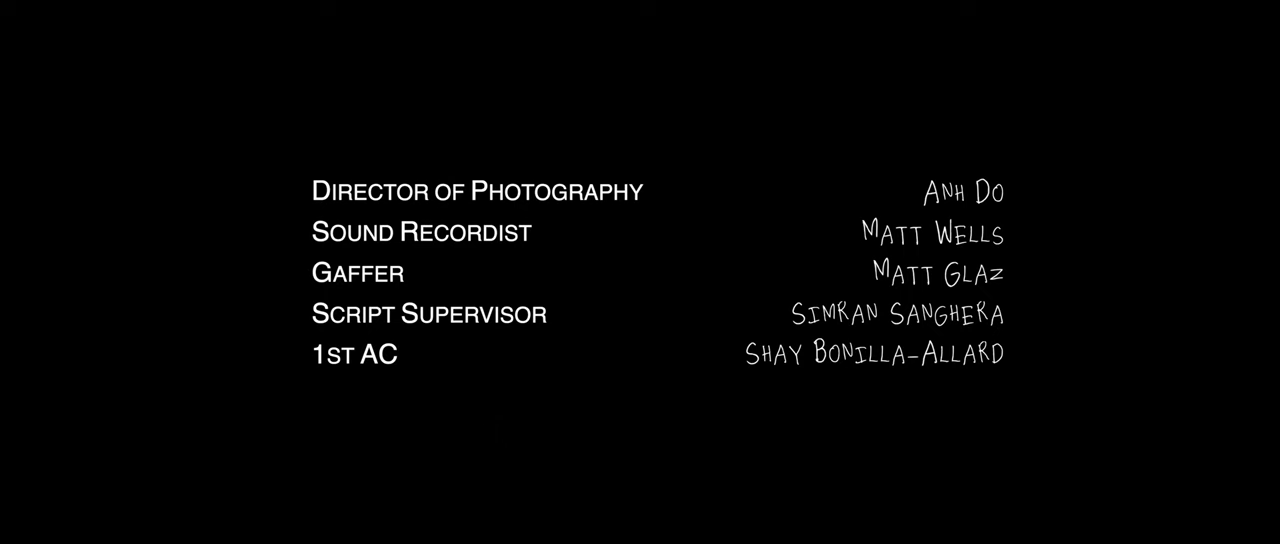 Director of Photography Anh Do
Sound Recordist Matt Wells
Gaffer Matt Glaz
Script Supervisor Simran Sanghera
1st AC Shay Bonilla-Allard